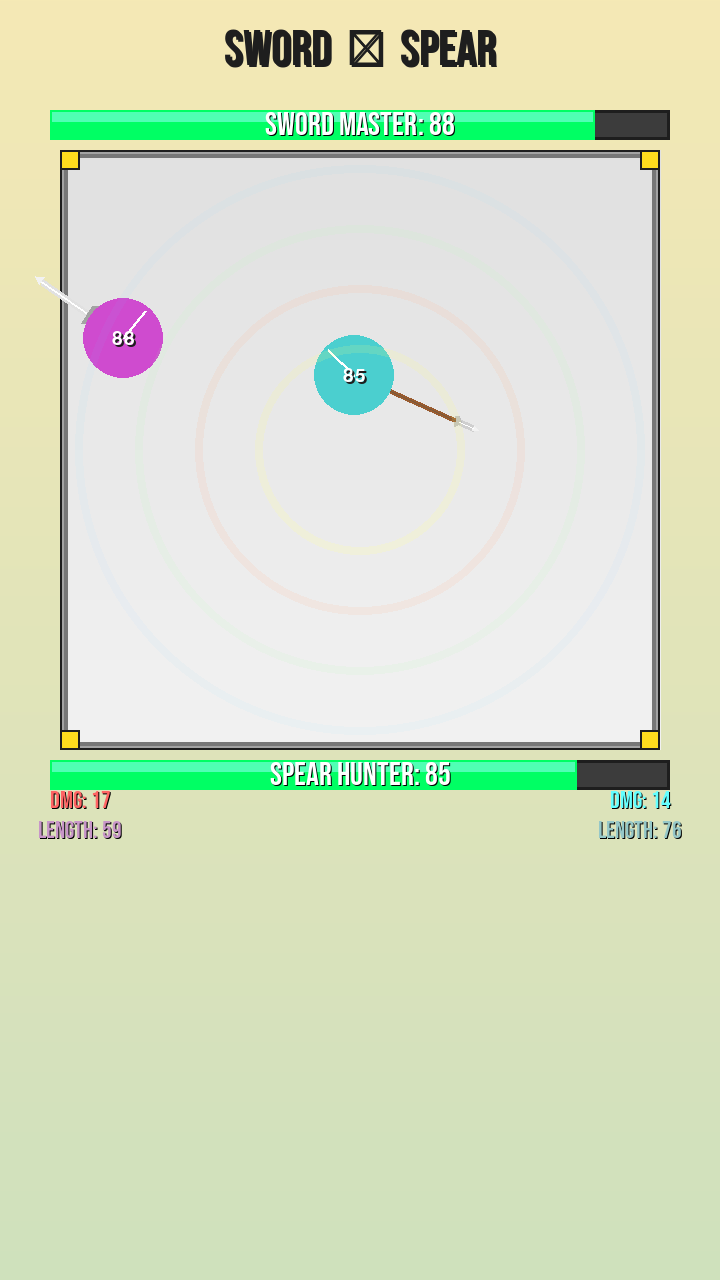 SWORD ☒ SPEAR
SWORD MASTER: 88
88
85
SPEAR HUNTER: 85
DMG: 17
DMG: 14
LENGTH: 59
LENGTH: 76